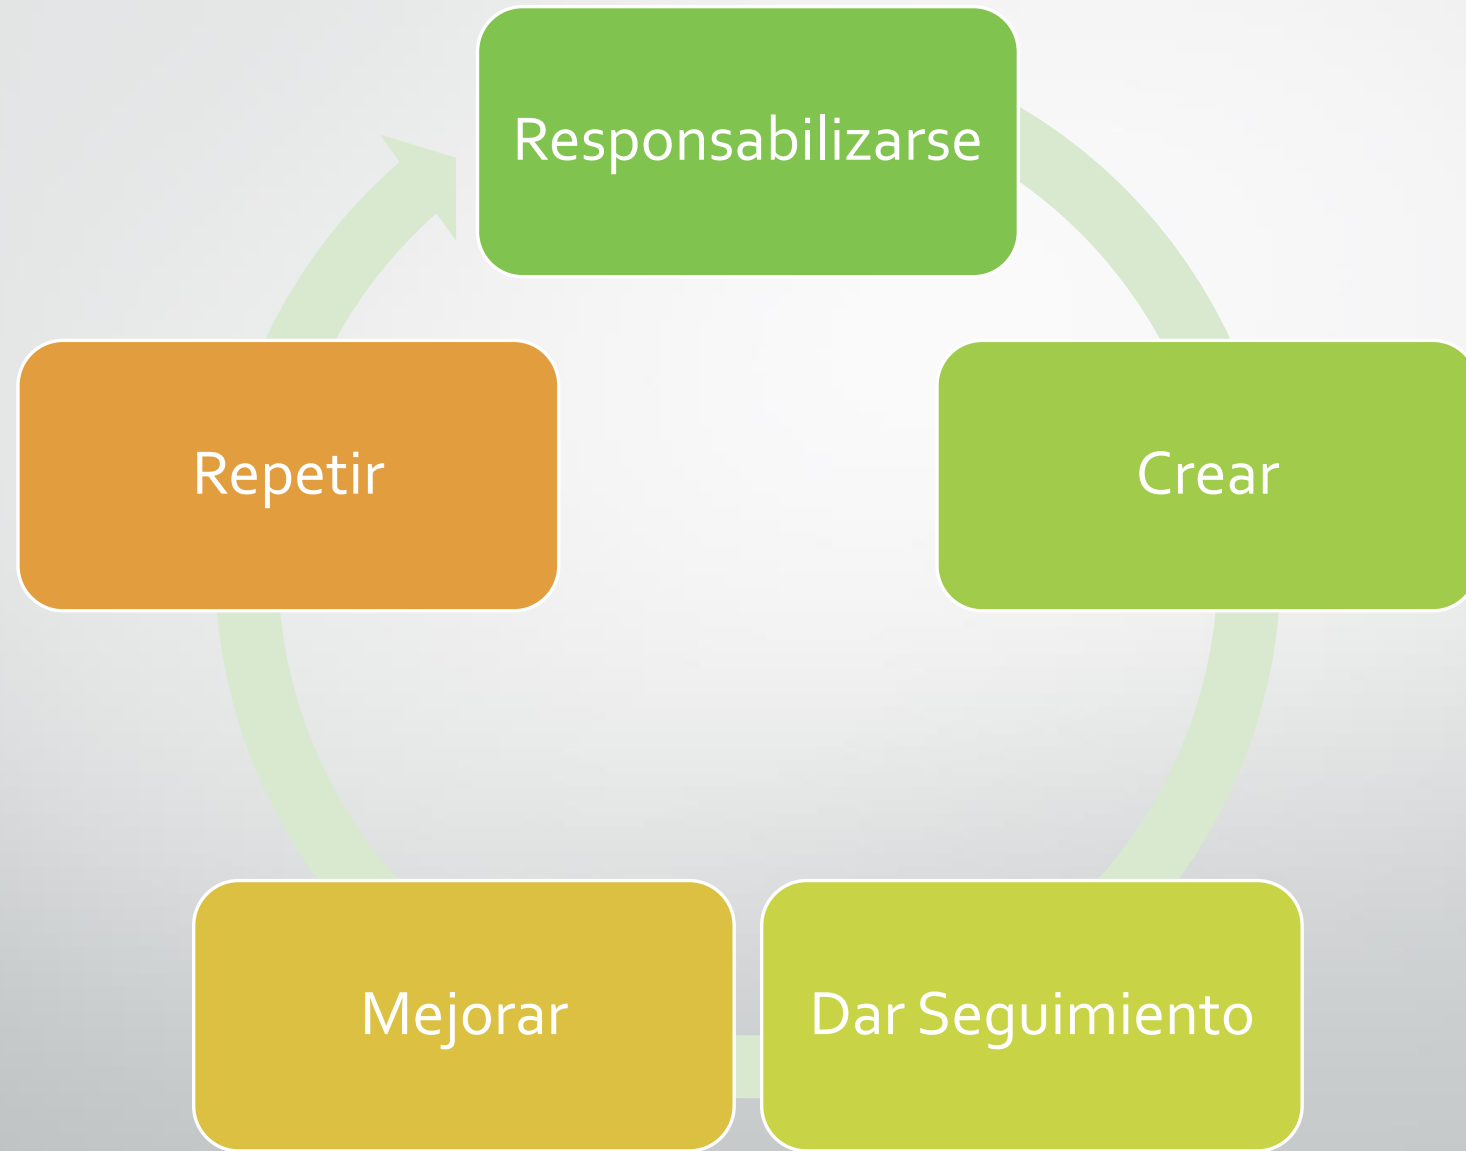 Responsabilizarse
Crear
Dar Seguimiento
Mejorar
Repetir